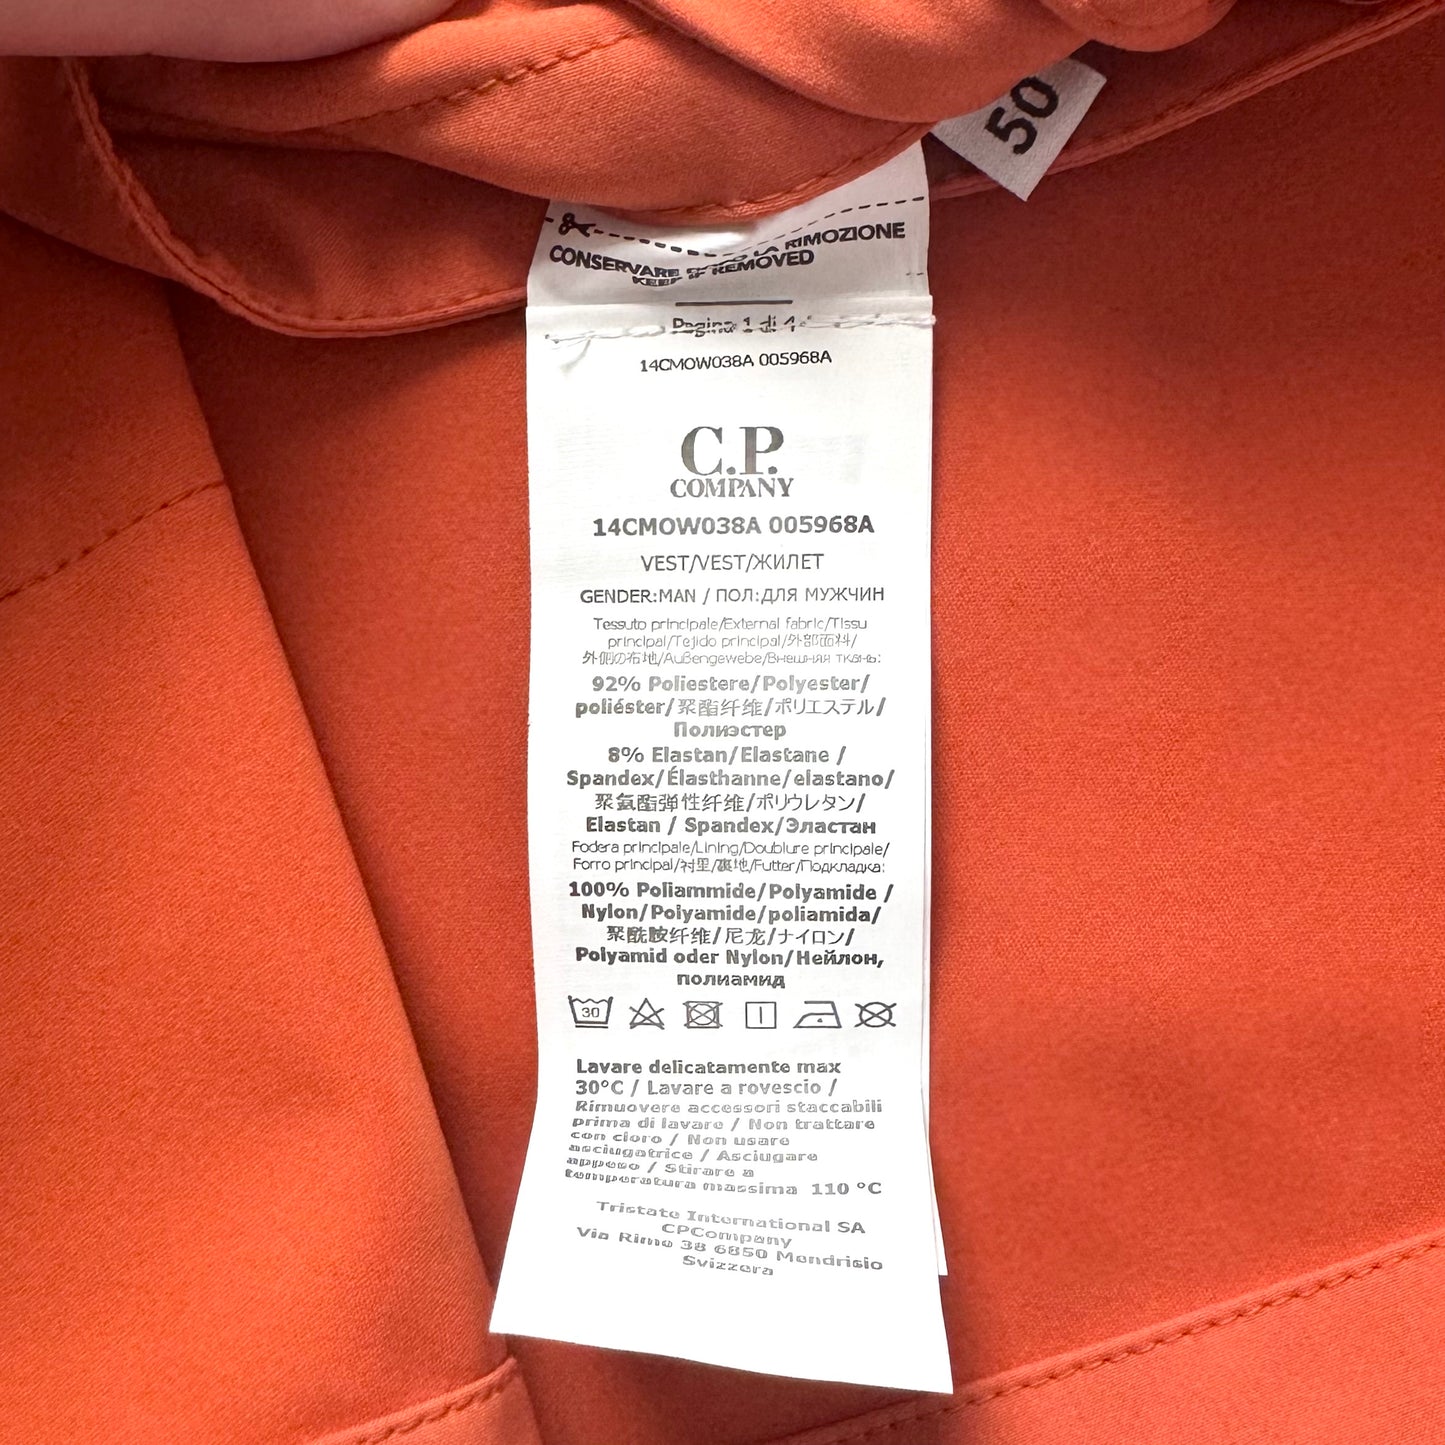 50
CONSERVARE DOPO LA RIMOZIONE
KEEP IF REMOVED
Pagina 1 di 4
14CMOW038A 005968A
C.P.
COMPANY
14CMOW038A 005968A
VEST/VEST/ЖИЛЕТ
GENDER:MAN / ПОЛ:ДЛЯ МУЖЧИН
Tessuto principale/External fabric/Tissu
principal/Tejido principal/外部面料/
外側の布地/Außengewebe/Внешняя ткань:
92% Poliestere/Polyester/
poliéster/聚酯纤维/ポリエステル/
Полиэстер
8% Elastan/Elastane /
Spandex/Élasthanne/elastano/
聚氨酯弹性纤维/ポリウレタン/
Elastan / Spandex/Эластан
Fodera principale/Lining/Doublure principale/
Forro principal/衬里/裏地/Futter/Подкладка:
100% Poliammide/Polyamide /
Nylon/Polyamide/poliamida/
聚酰胺纤维/尼龙/ナイロン/
Polyamid oder Nylon/Нейлон,
полиамид
30
Lavare delicatamente max
30°C / Lavare a rovescio /
Rimuovere accessori staccabili
prima di lavare / Non trattare
con cloro / Non usare
asciugatrice / Asciugare
appeso / Stirare a
temperatura massima 110 °C
Tristate International SA
CPCompany
Via Rime 38 6850 Mendrisio
Svizzera